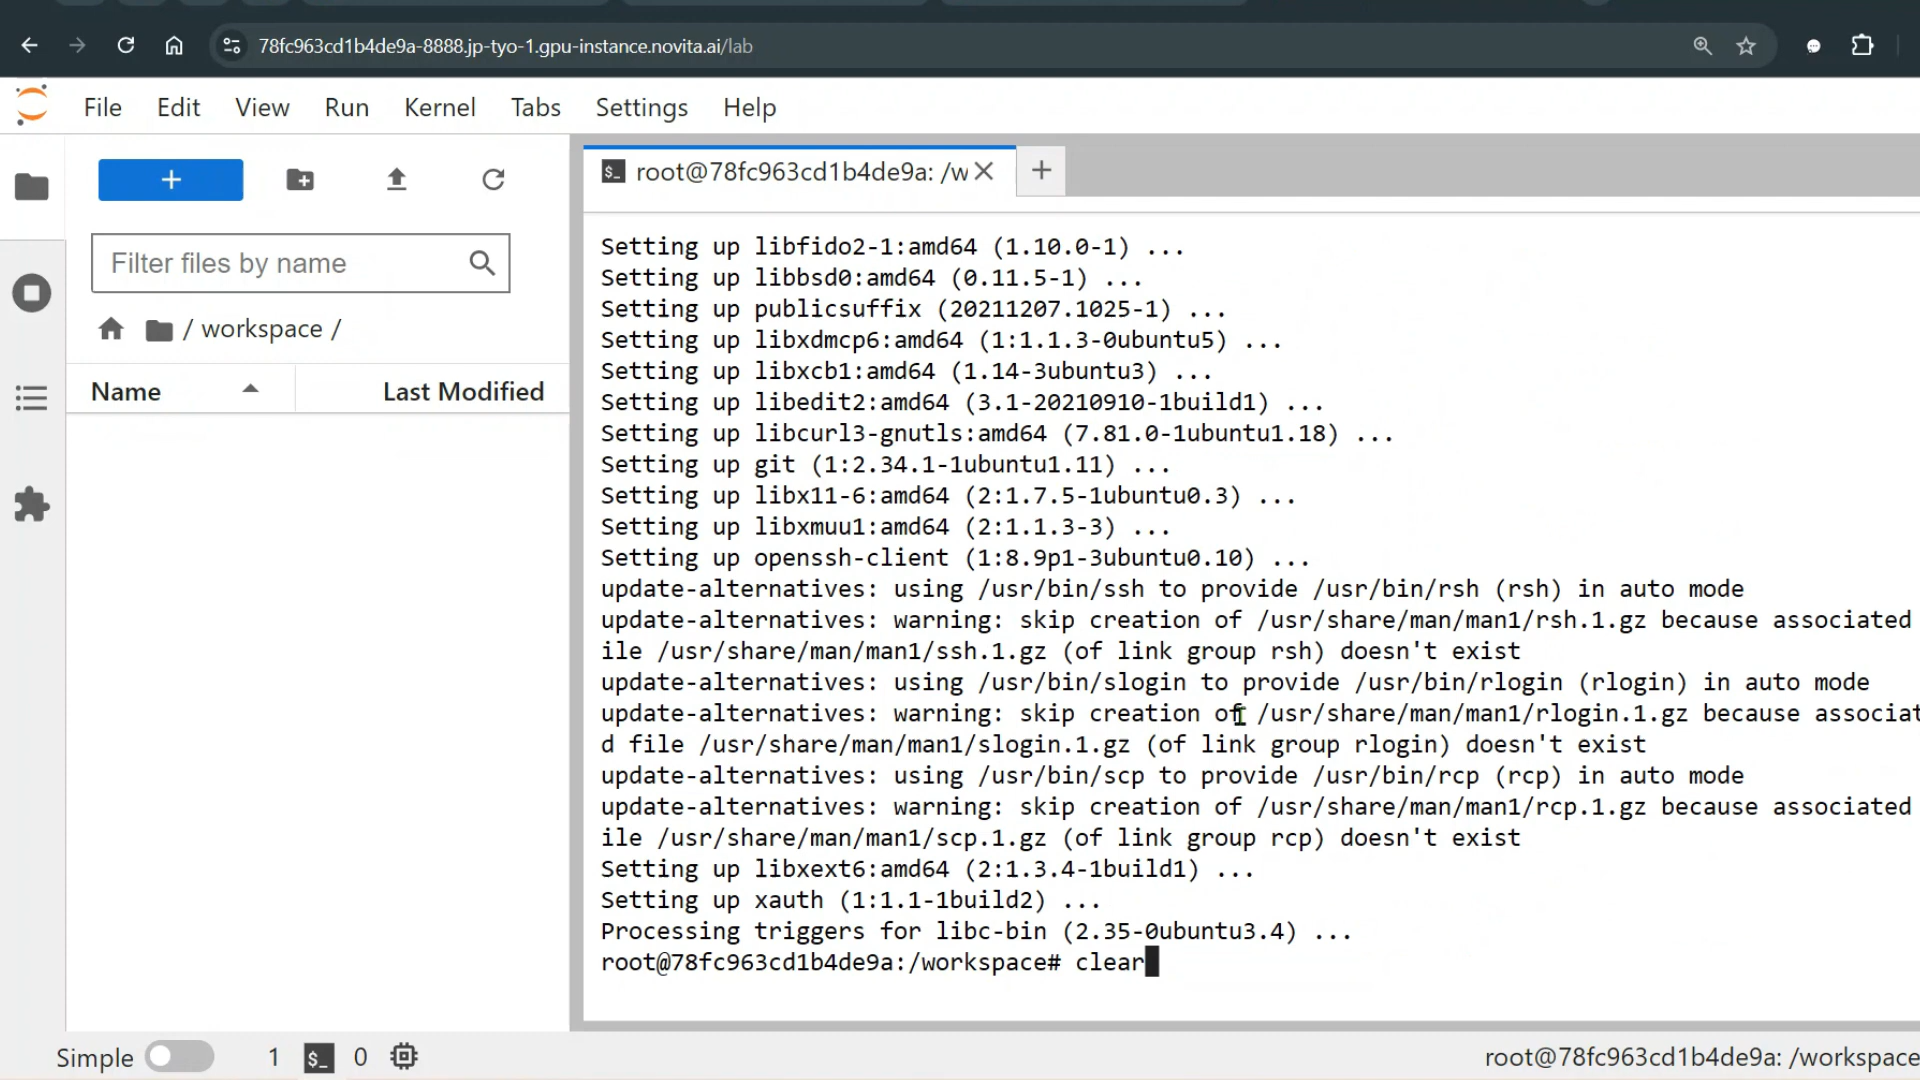 78fc963cd1b4de9a-8888.jp-tyo-1.gpu-instance.novita.ai/lab
File Edit View Run Kernel Tabs Settings Help
+
$_ root@78fc963cd1b4de9a: /w
+
Filter files by name
/ workspace /
Name Last Modified
Setting up libfido2-1:amd64 (1.10.0-1) ...
Setting up libbsd0:amd64 (0.11.5-1) ...
Setting up publicsuffix (20211207.1025-1) ...
Setting up libxdmcp6:amd64 (1:1.1.3-0ubuntu5) ...
Setting up libxcb1:amd64 (1.14-3ubuntu3) ...
Setting up libedit2:amd64 (3.1-20210910-1build1) ...
Setting up libcurl3-gnutls:amd64 (7.81.0-1ubuntu1.18) ...
Setting up git (1:2.34.1-1ubuntu1.11) ...
Setting up libx11-6:amd64 (2:1.7.5-1ubuntu0.3) ...
Setting up libxmuu1:amd64 (2:1.1.3-3) ...
Setting up openssh-client (1:8.9p1-3ubuntu0.10) ...
update-alternatives: using /usr/bin/ssh to provide /usr/bin/rsh (rsh) in auto mode
update-alternatives: warning: skip creation of /usr/share/man/man1/rsh.1.gz because associated
ile /usr/share/man/man1/ssh.1.gz (of link group rsh) doesn't exist
update-alternatives: using /usr/bin/slogin to provide /usr/bin/rlogin (rlogin) in auto mode
update-alternatives: warning: skip creation of /usr/share/man/man1/rlogin.1.gz because associat
d file /usr/share/man/man1/slogin.1.gz (of link group rlogin) doesn't exist
update-alternatives: using /usr/bin/scp to provide /usr/bin/rcp (rcp) in auto mode
update-alternatives: warning: skip creation of /usr/share/man/man1/rcp.1.gz because associated
ile /usr/share/man/man1/scp.1.gz (of link group rcp) doesn't exist
Setting up libxext6:amd64 (2:1.3.4-1build1) ...
Setting up xauth (1:1.1-1build2) ...
Processing triggers for libc-bin (2.35-0ubuntu3.4) ...
root@78fc963cd1b4de9a:/workspace# clear
Simple 1 $_ 0 root@78fc963cd1b4de9a: /workspace